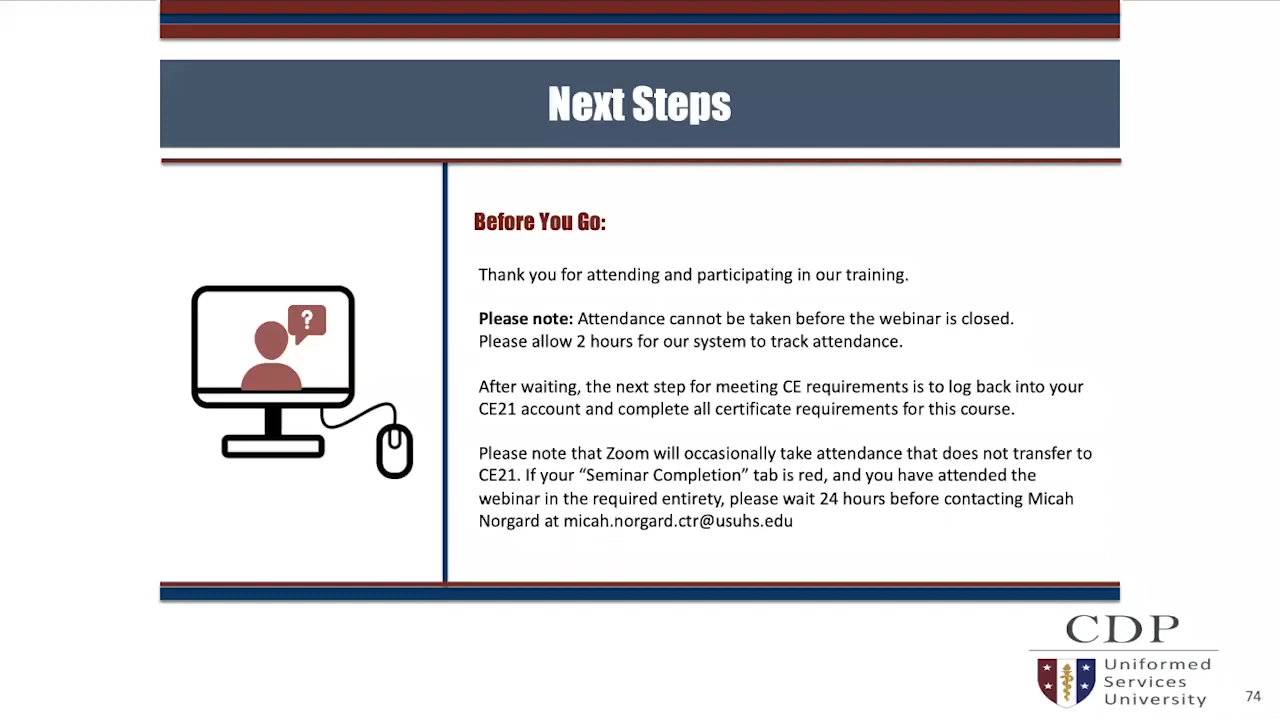 Next Steps
Before You Go:
Thank you for attending and participating in our training.
Please note: Attendance cannot be taken before the webinar is closed.
Please allow 2 hours for our system to track attendance.
After waiting, the next step for meeting CE requirements is to log back into your
CE21 account and complete all certificate requirements for this course.
Please note that Zoom will occasionally take attendance that does not transfer to
CE21. If your “Seminar Completion” tab is red, and you have attended the
webinar in the required entirety, please wait 24 hours before contacting Micah
Norgard at micah.norgard.ctr@usuhs.edu
?
CDP
Uniformed
Services
University
74